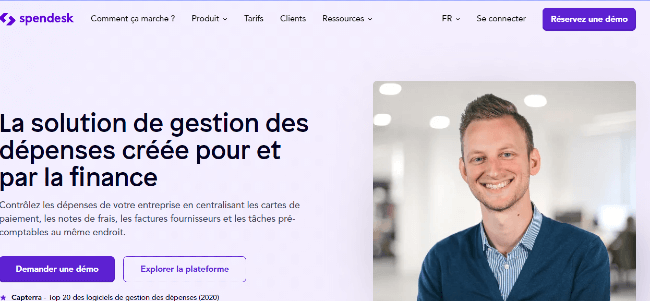 spendesk Comment ça marche ? Produit Tarifs Clients Ressources FR Se connecter Réservez une démo
La solution de gestion des
dépenses créée pour et
par la finance
Contrôlez les dépenses de votre entreprise en centralisant les cartes de
paiement, les notes de frais, les factures fournisseurs et les tâches pré-
comptables au même endroit.
Demander une démo Explorer la plateforme
Capterra - Top 20 des logiciels de gestion des dépenses (2020)